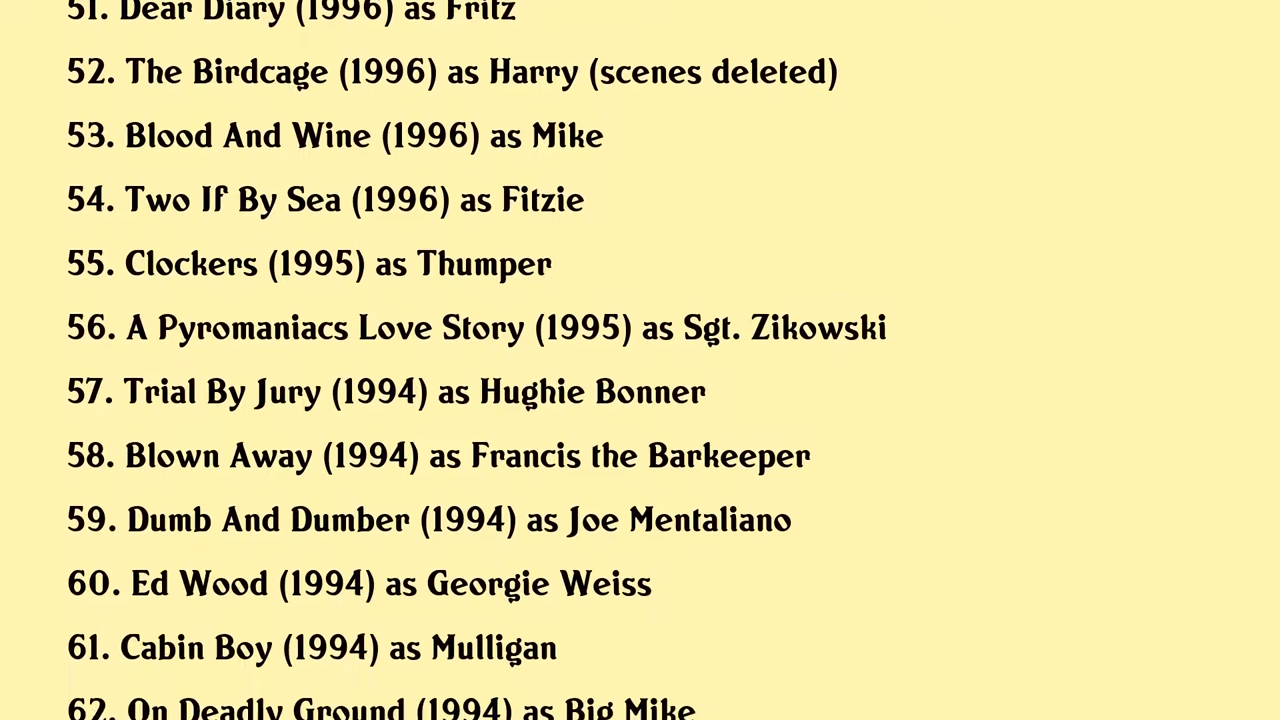 51. Dear Diary (1996) as Fritz
52. The Birdcage (1996) as Harry (scenes deleted)
53. Blood And Wine (1996) as Mike
54. Two If By Sea (1996) as Fitzie
55. Clockers (1995) as Thumper
56. A Pyromaniacs Love Story (1995) as Sgt. Zikowski
57. Trial By Jury (1994) as Hughie Bonner
58. Blown Away (1994) as Francis the Barkeeper
59. Dumb And Dumber (1994) as Joe Mentaliano
60. Ed Wood (1994) as Georgie Weiss
61. Cabin Boy (1994) as Mulligan
62. On Deadly Ground (1994) as Big Mike